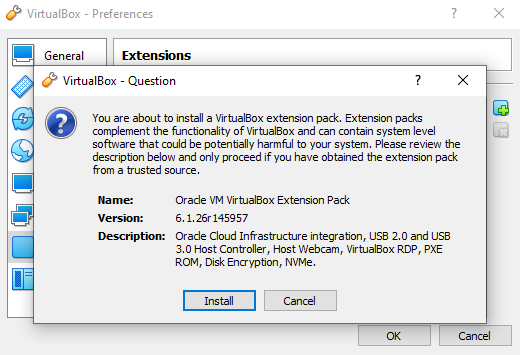 VirtualBox - Preferences
?
General
Extensions
VirtualBox - Question
?
You are about to install a VirtualBox extension pack. Extension packs
complement the functionality of VirtualBox and can contain system level
software that could be potentially harmful to your system. Please review the
description below and only proceed if you have obtained the extension pack
from a trusted source.
Name: Oracle VM VirtualBox Extension Pack
Version: 6.1.26r145957
Description: Oracle Cloud Infrastructure integration, USB 2.0 and USB
3.0 Host Controller, Host Webcam, VirtualBox RDP, PXE
ROM, Disk Encryption, NVMe.
Install Cancel
OK Cancel